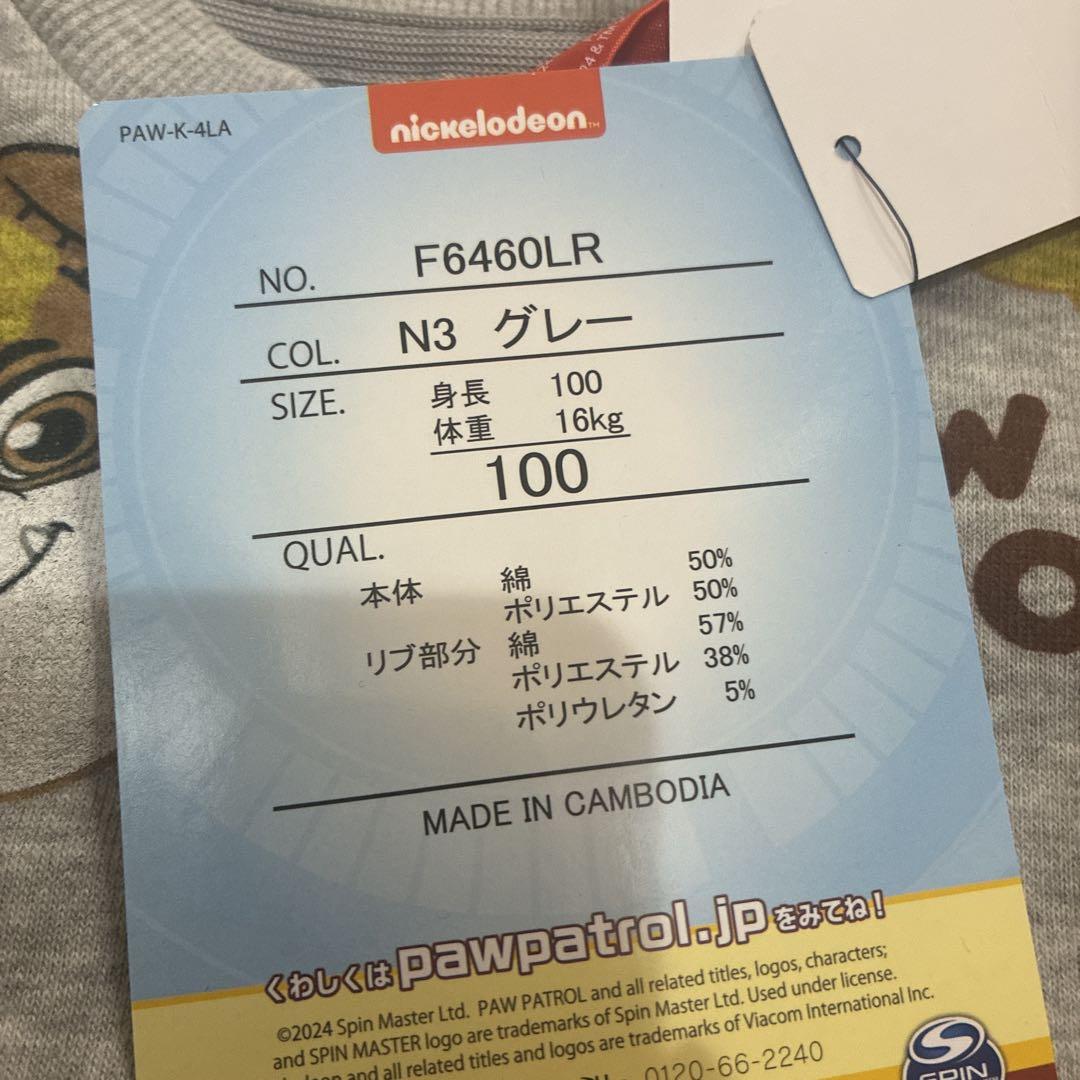 24 & TM
PAW-K-4LA
nickelodeon™
NO. F6460LR
COL. N3 グレー
SIZE. 身長 100
体重 16kg
100
QUAL.
本体 綿 50%
ポリエステル 50%
リブ部分 綿 57%
ポリエステル 38%
ポリウレタン 5%
MADE IN CAMBODIA
くわしくは pawpatrol.jp をみてね!
©2024 Spin Master Ltd. PAW PATROL and all related titles, logos, characters;
and SPIN MASTER logo are trademarks of Spin Master Ltd. Used under license.
and all related titles and logos are trademarks of Viacom International Inc.
0120-66-2240
SPIN
W
O